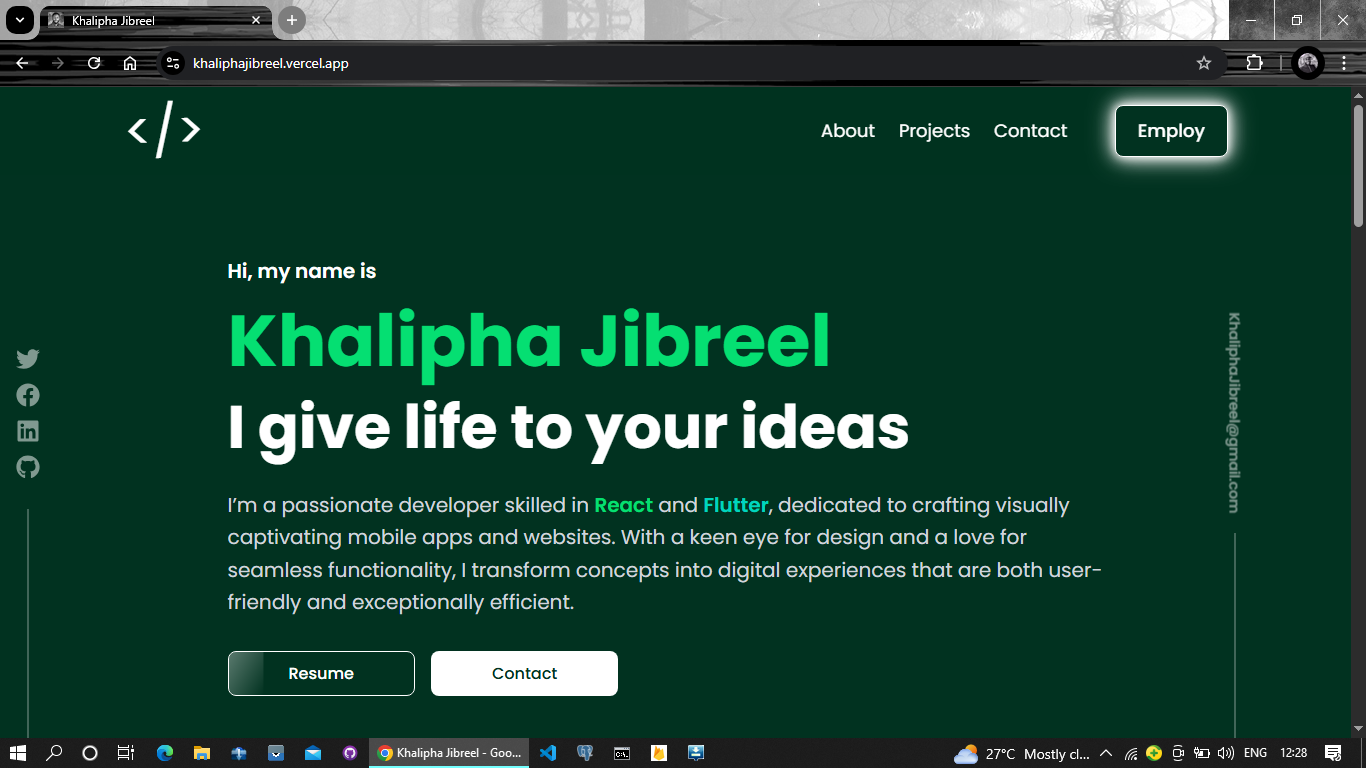 Khalipha Jibreel
khaliphajibreel.vercel.app
</>
About Projects Contact Employ
Hi, my name is
Khalipha Jibreel
I give life to your ideas
I’m a passionate developer skilled in React and Flutter, dedicated to crafting visually
captivating mobile apps and websites. With a keen eye for design and a love for
seamless functionality, I transform concepts into digital experiences that are both user-
friendly and exceptionally efficient.
Resume Contact
KhaliphaJibreel@gmail.com
Khalipha Jibreel - Goo...
27°C Mostly cl... ENG 12:28